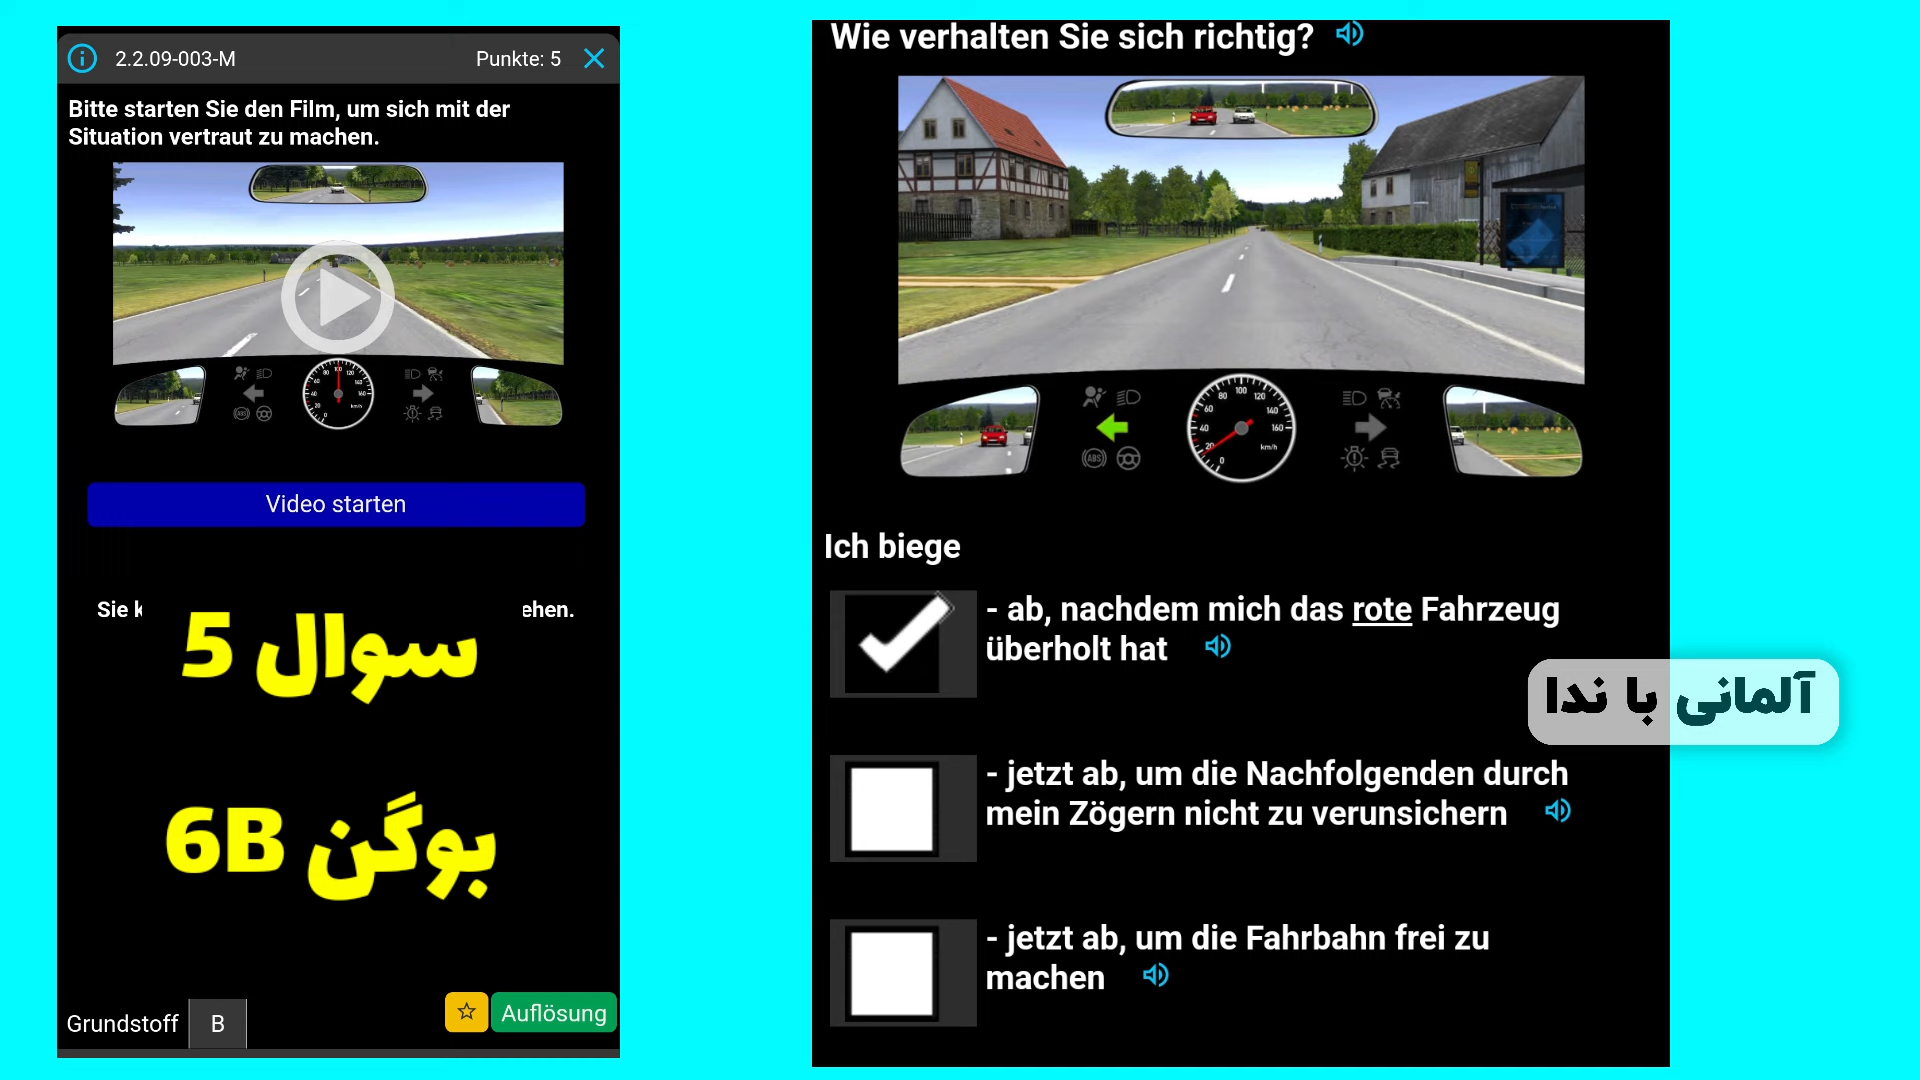 2.2.09-003-M
Punkte: 5
Bitte starten Sie den Film, um sich mit der
Situation vertraut zu machen.
Video starten
Sie k
ehen.
سوال 5
بوگن 6B
Grundstoff
B
Auflösung
Wie verhalten Sie sich richtig?
Ich biege
- ab, nachdem mich das rote Fahrzeug
überholt hat
- jetzt ab, um die Nachfolgenden durch
mein Zögern nicht zu verunsichern
- jetzt ab, um die Fahrbahn frei zu
machen
آلمانی با ندا